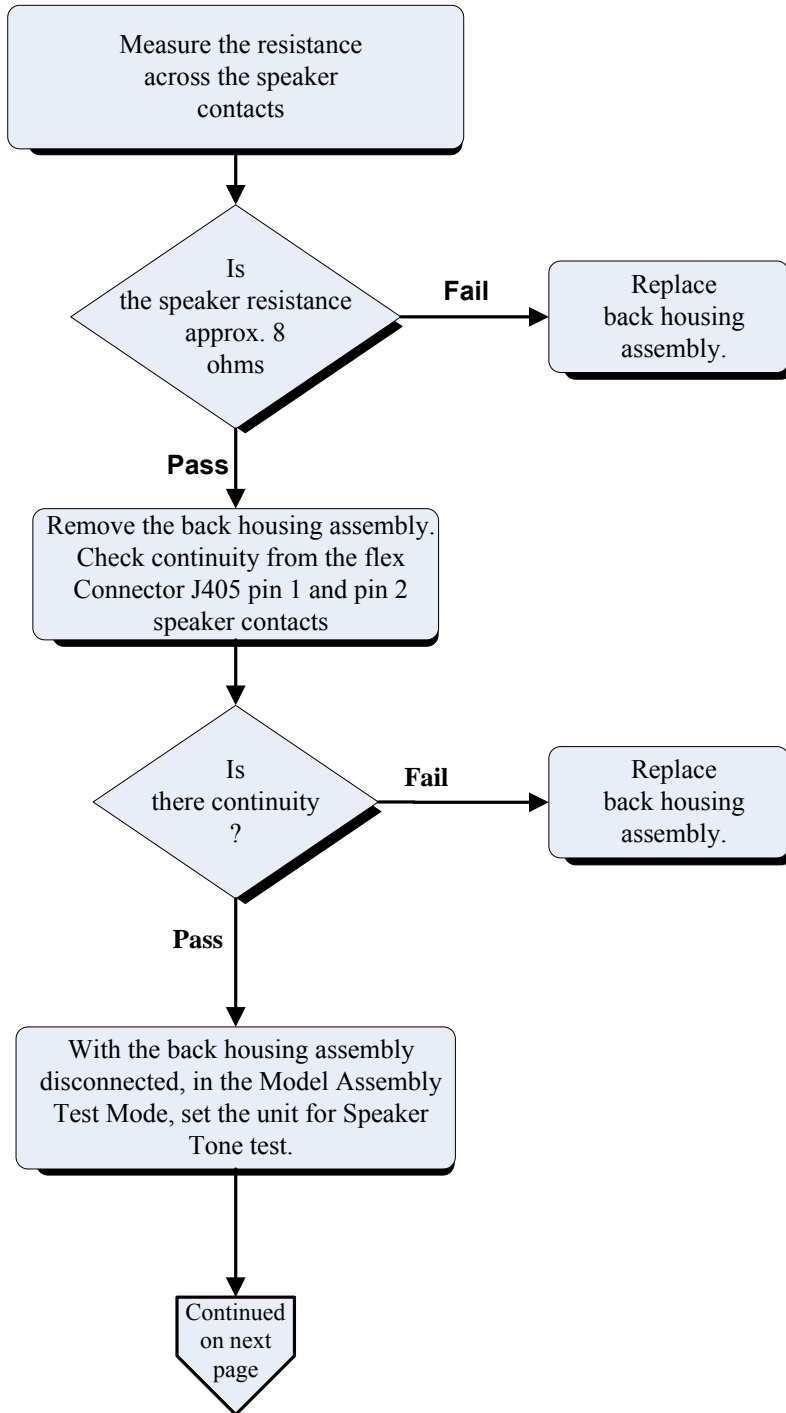 Measure the resistance
across the speaker
contacts
Is
the speaker resistance
approx. 8
ohms
Fail
Replace
back housing
assembly.
Pass
Remove the back housing assembly.
Check continuity from the flex
Connector J405 pin 1 and pin 2
speaker contacts
Is
there continuity
?
Fail
Replace
back housing
assembly.
Pass
With the back housing assembly
disconnected, in the Model Assembly
Test Mode, set the unit for Speaker
Tone test.
Continued
on next
page